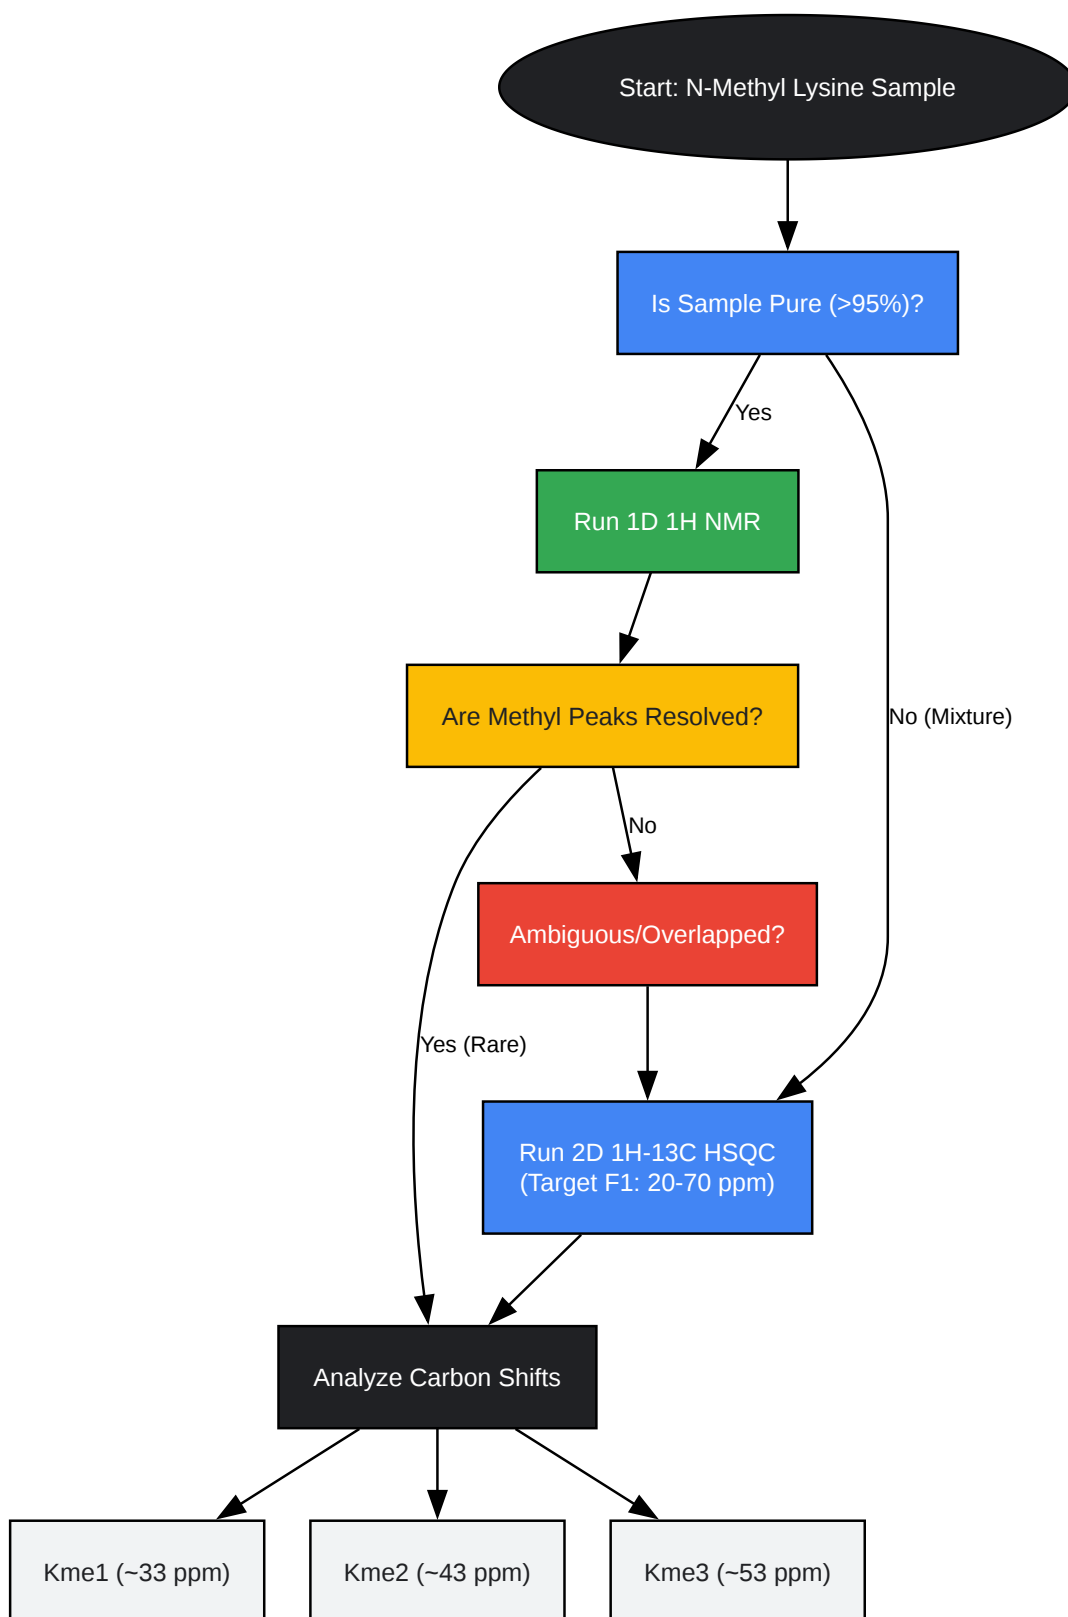 Start: N-Methyl Lysine Sample
Is Sample Pure (>95%)?
Yes
Run 1D 1H NMR
Are Methyl Peaks Resolved?
No (Mixture)
No
Ambiguous/Overlapped?
Yes (Rare)
Run 2D 1H-13C HSQC
(Target F1: 20-70 ppm)
Analyze Carbon Shifts
Kme1 (~33 ppm)
Kme2 (~43 ppm)
Kme3 (~53 ppm)